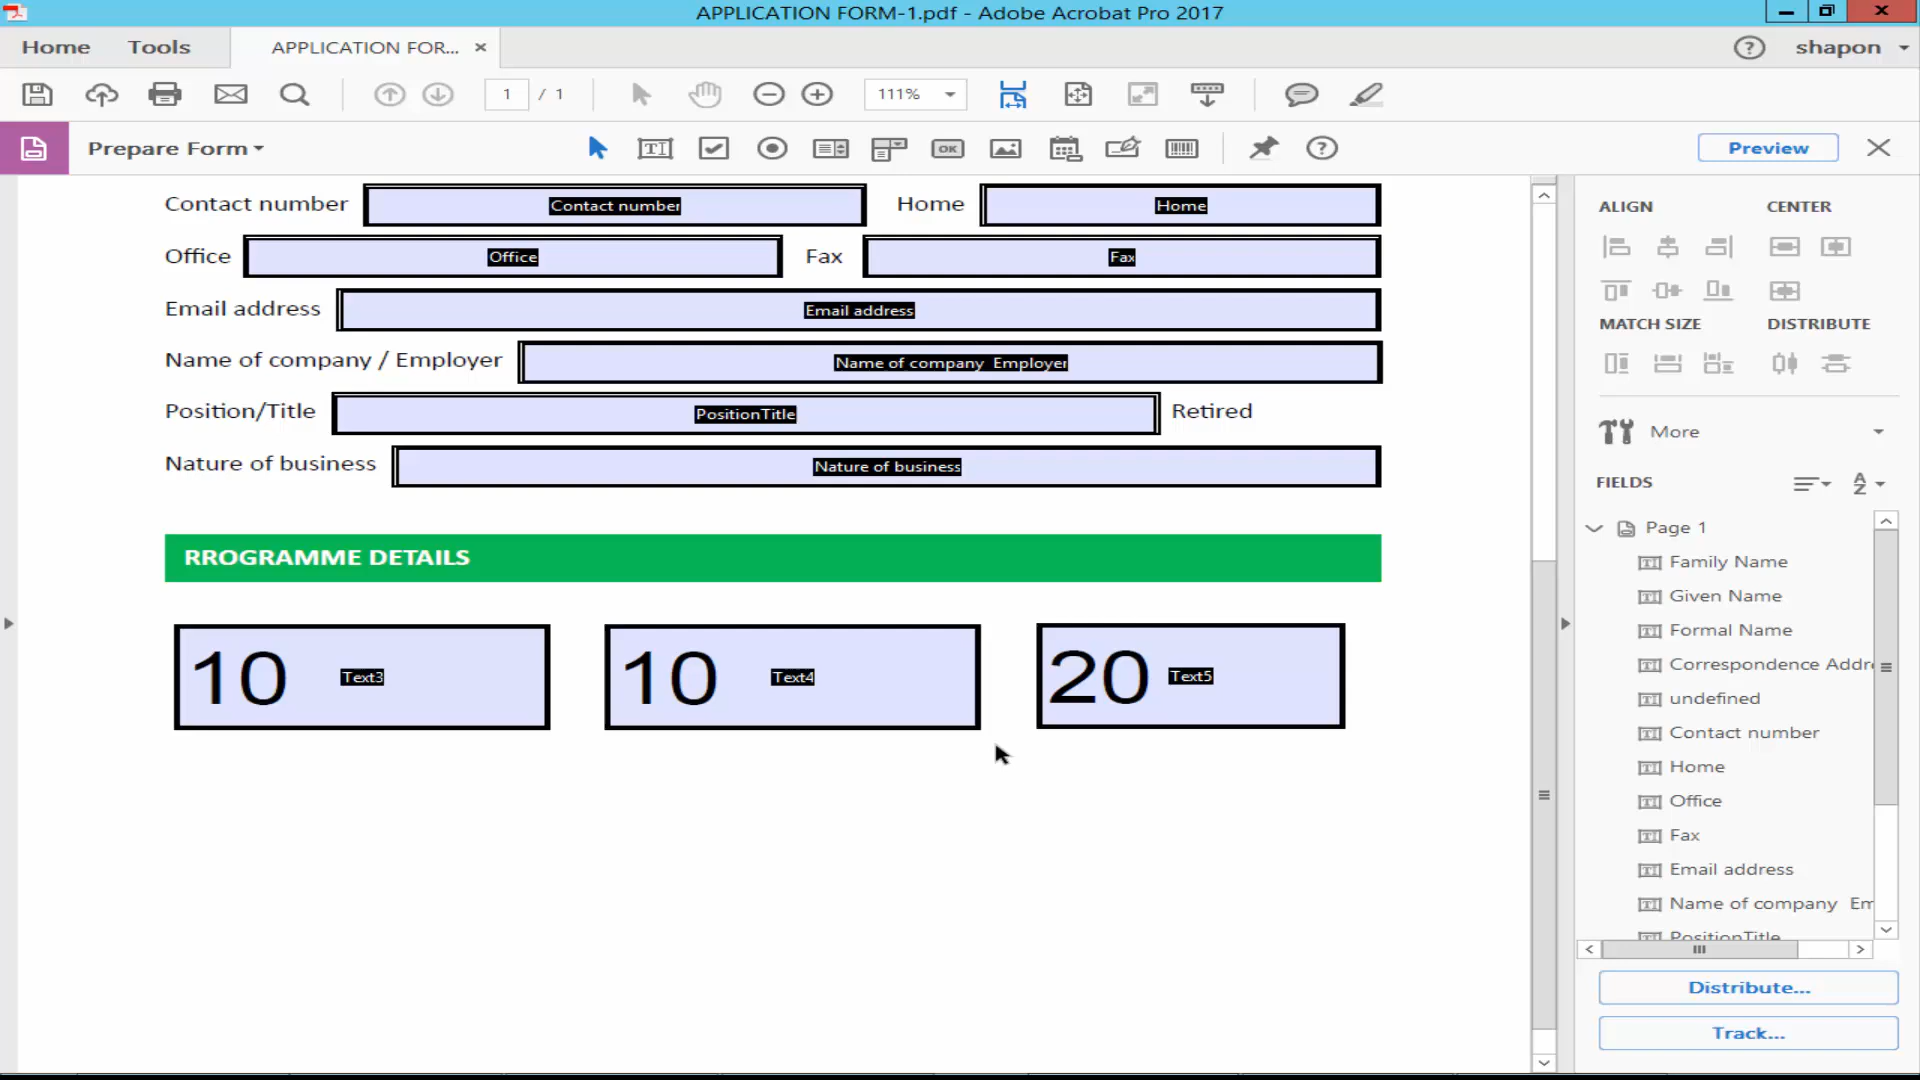 APPLICATION FORM-1.pdf - Adobe Acrobat Pro 2017
Home Tools APPLICATION FOR... shapon
1 / 1 111%
Prepare Form Preview
Contact number Contact number Home Home
Office Office Fax Fax
Email address Email address
Name of company / Employer Name of company Employer
Position/Title PositionTitle Retired
Nature of business Nature of business
RROGRAMME DETAILS
10 Text3 10 Text4 20 Text5
ALIGN CENTER
MATCH SIZE DISTRIBUTE
More
FIELDS
Page 1
Family Name
Given Name
Formal Name
Correspondence Addre
undefined
Contact number
Home
Office
Fax
Email address
Name of company Em
PositionTitle
Distribute...
Track...